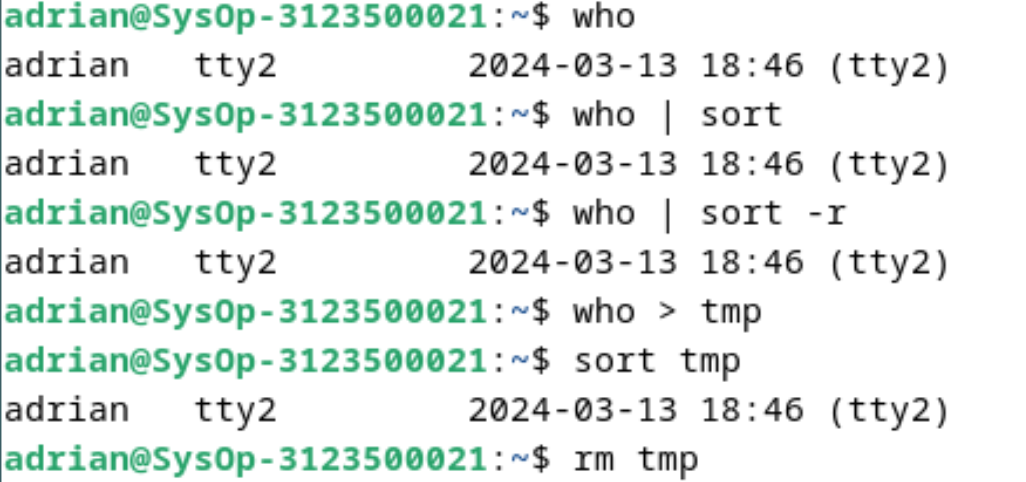 adrian@SysOp-3123500021:~$ who
adrian   tty2         2024-03-13 18:46 (tty2)
adrian@SysOp-3123500021:~$ who | sort
adrian   tty2         2024-03-13 18:46 (tty2)
adrian@SysOp-3123500021:~$ who | sort -r
adrian   tty2         2024-03-13 18:46 (tty2)
adrian@SysOp-3123500021:~$ who > tmp
adrian@SysOp-3123500021:~$ sort tmp
adrian   tty2         2024-03-13 18:46 (tty2)
adrian@SysOp-3123500021:~$ rm tmp